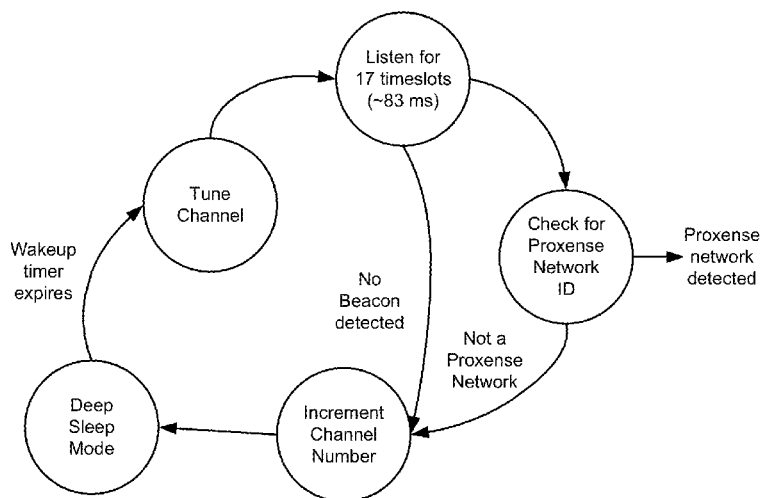 Listen for
17 timeslots
(~83 ms)
Tune
Channel
Check for
Proxense
Network
ID
Proxense
network
detected
Wakeup
timer
expires
No
Beacon
detected
Not a
Proxense
Network
Deep
Sleep
Mode
Increment
Channel
Number